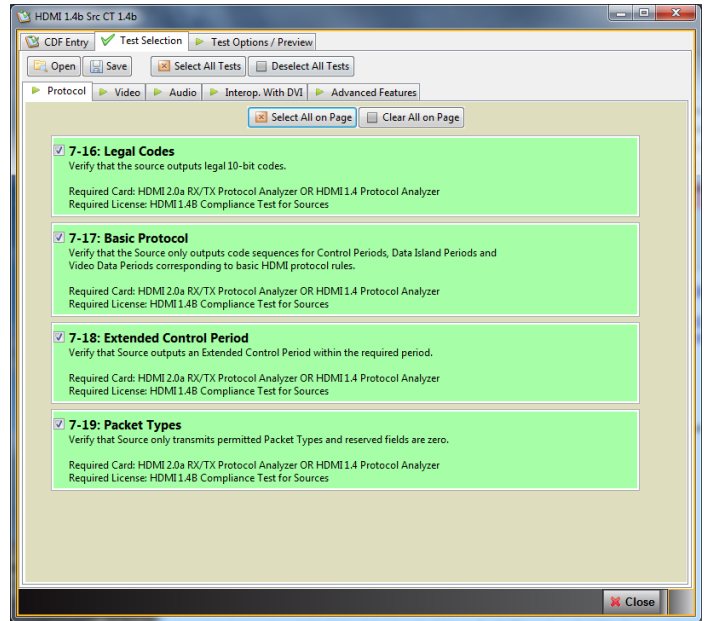 HDMI 1.4b Src CT 1.4b
CDF Entry Test Selection Test Options / Preview
Open Save Select All Tests Deselect All Tests
Protocol Video Audio Interop. With DVI Advanced Features
Select All on Page Clear All on Page
7-16: Legal Codes
Verify that the source outputs legal 10-bit codes.
Required Card: HDMI 2.0a RX/TX Protocol Analyzer OR HDMI 1.4 Protocol Analyzer
Required License: HDMI 1.4B Compliance Test for Sources
7-17: Basic Protocol
Verify that the Source only outputs code sequences for Control Periods, Data Island Periods and
Video Data Periods corresponding to basic HDMI protocol rules.
Required Card: HDMI 2.0a RX/TX Protocol Analyzer OR HDMI 1.4 Protocol Analyzer
Required License: HDMI 1.4B Compliance Test for Sources
7-18: Extended Control Period
Verify that Source outputs an Extended Control Period within the required period.
Required Card: HDMI 2.0a RX/TX Protocol Analyzer OR HDMI 1.4 Protocol Analyzer
Required License: HDMI 1.4B Compliance Test for Sources
7-19: Packet Types
Verify that Source only transmits permitted Packet Types and reserved fields are zero.
Required Card: HDMI 2.0a RX/TX Protocol Analyzer OR HDMI 1.4 Protocol Analyzer
Required License: HDMI 1.4B Compliance Test for Sources
Close